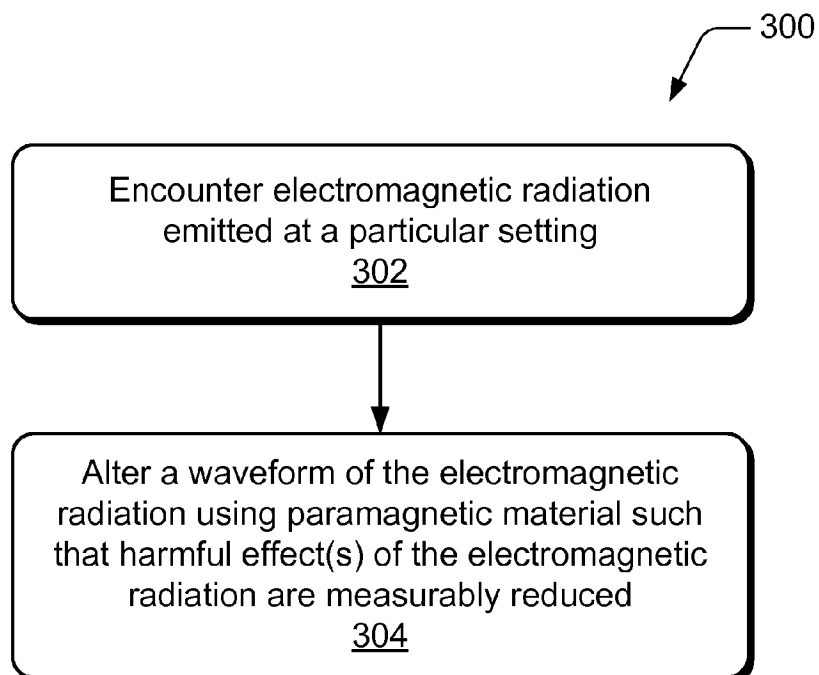 300
Encounter electromagnetic radiation
emitted at a particular setting
302
Alter a waveform of the electromagnetic
radiation using paramagnetic material such
that harmful effect(s) of the electromagnetic
radiation are measurably reduced
304